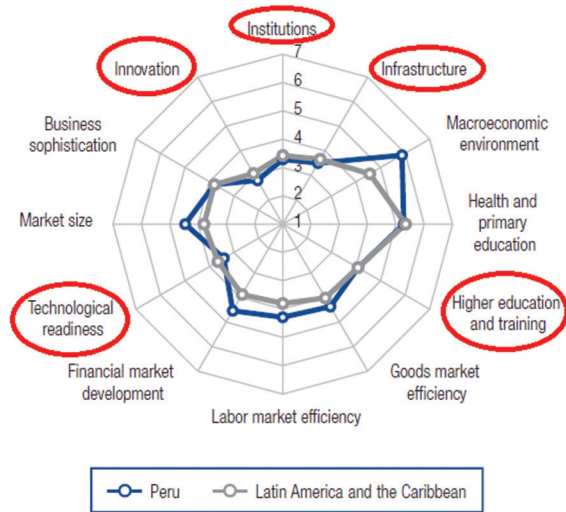 Institutions
7
6
5
4
3
2
1
Infrastructure
Macroeconomic
environment
Health and
primary
education
Higher education
and training
Goods market
efficiency
Labor market efficiency
Financial market
development
Technological
readiness
Market size
Business
sophistication
Innovation
Peru
Latin America and the Caribbean